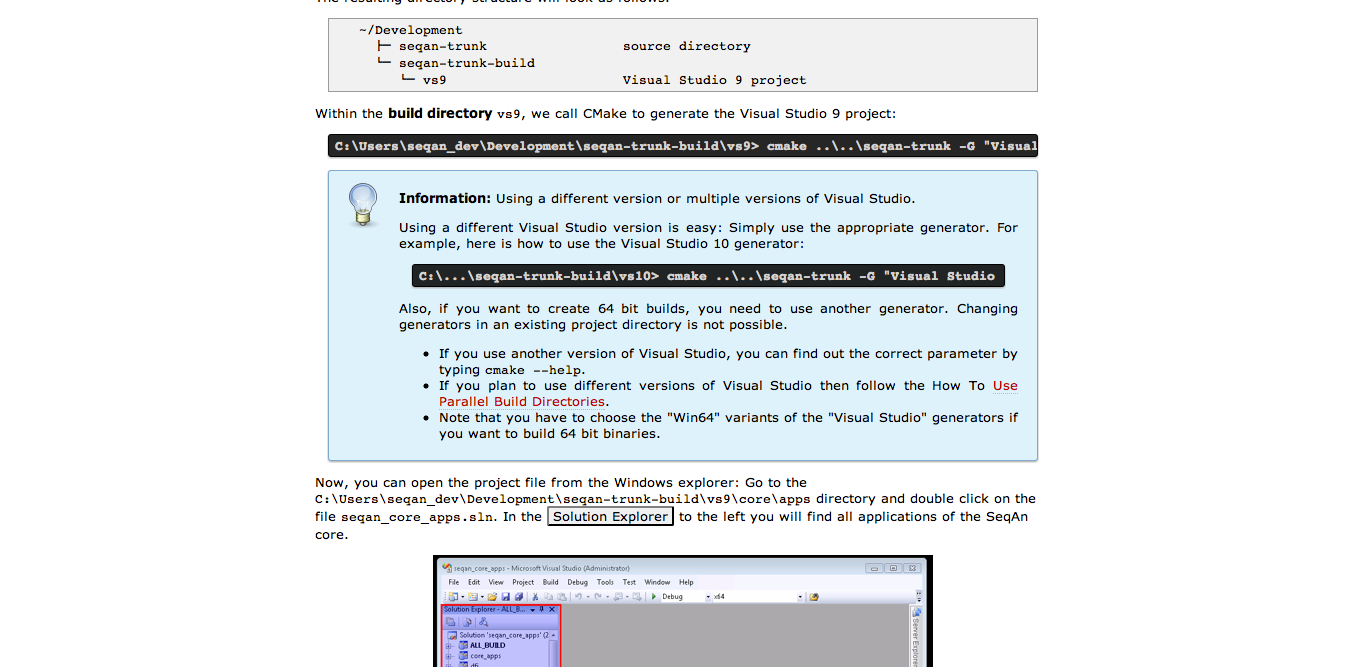 The resulting directory structure will look as follows:
~/Development
├─ seqan-trunk source directory
└─ seqan-trunk-build
└─ vs9 Visual Studio 9 project
Within the build directory vs9, we call CMake to generate the Visual Studio 9 project:
C:\Users\seqan_dev\Development\seqan-trunk-build\vs9> cmake ..\..\seqan-trunk -G "Visual
Information: Using a different version or multiple versions of Visual Studio.
Using a different Visual Studio version is easy: Simply use the appropriate generator. For
example, here is how to use the Visual Studio 10 generator:
C:\...\seqan-trunk-build\vs10> cmake ..\..\seqan-trunk -G "Visual Studio
Also, if you want to create 64 bit builds, you need to use another generator. Changing
generators in an existing project directory is not possible.
• If you use another version of Visual Studio, you can find out the correct parameter by
typing cmake --help.
• If you plan to use different versions of Visual Studio then follow the How To Use
Parallel Build Directories.
• Note that you have to choose the "Win64" variants of the "Visual Studio" generators if
you want to build 64 bit binaries.
Now, you can open the project file from the Windows explorer: Go to the
C:\Users\seqan_dev\Development\seqan-trunk-build\vs9\core\apps directory and double click on the
file seqan_core_apps.sln. In the Solution Explorer to the left you will find all applications of the SeqAn
core.
seqan_core_apps - Microsoft Visual Studio (Administrator)
File Edit View Project Build Debug Tools Test Window Help
Debug x64
Solution Explorer - ALL_B...
Solution 'seqan_core_apps' (2
ALL_BUILD
core_apps
dfi
Server Explorer